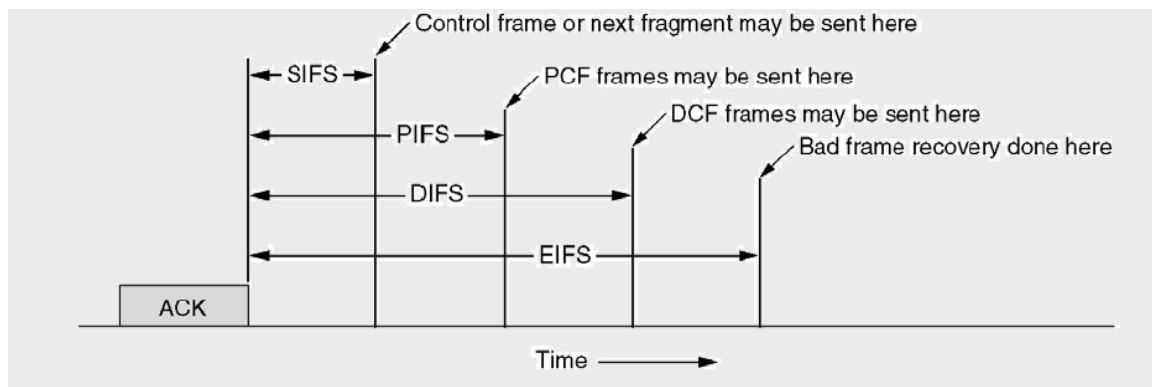 Control frame or next fragment may be sent here
SIFS
PCF frames may be sent here
DCF frames may be sent here
PIFS
Bad frame recovery done here
DIFS
EIFS
ACK
Time